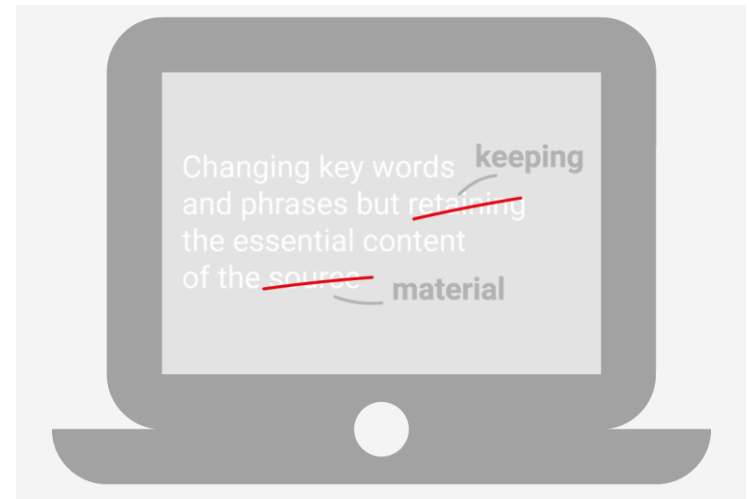 Changing key words
keeping
and phrases but retaining
the essential content
of the source
material